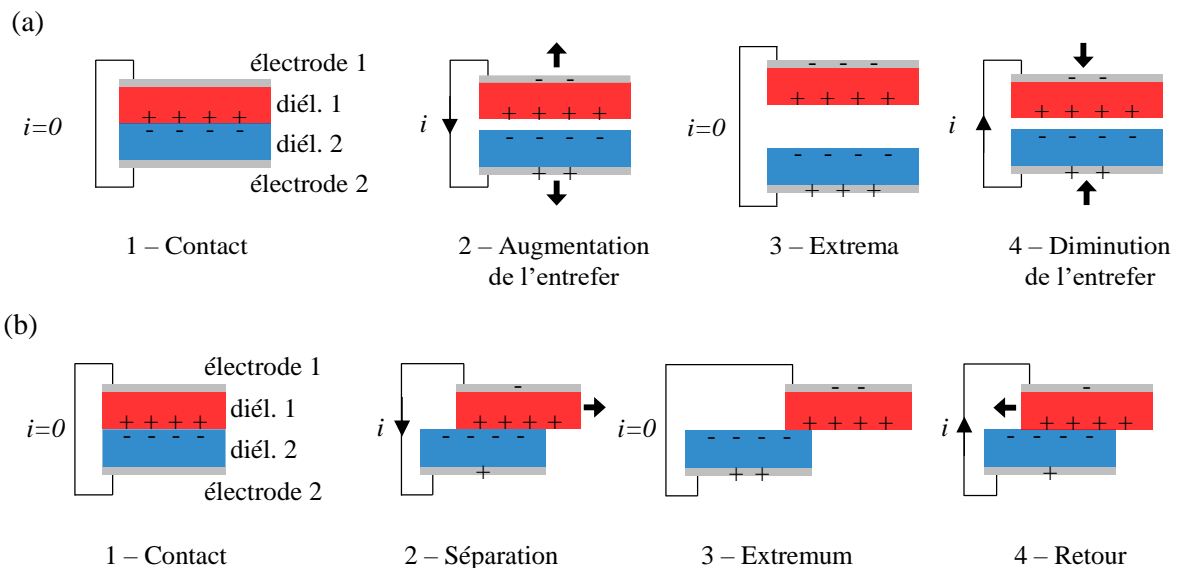 (a)
électrode 1
diél. 1
+ + + +
- - - -
diél. 2
électrode 2
i=0
1 – Contact
- -
+ + + +
- - - -
+ +
i
2 – Augmentation
de l'entrefer
- - -
+ + + +
i=0
- - - -
+ + +
3 – Extrema
- -
+ + + +
- - - -
+ +
i
4 – Diminution
de l'entrefer
(b)
électrode 1
diél. 1
+ + + +
- - - -
diél. 2
électrode 2
i=0
1 – Contact
-
+ + + +
- - - -
+
i
2 – Séparation
- -
+ + + +
- - - -
+ +
i=0
3 – Extremum
-
+ + + +
- - - -
+
i
4 – Retour